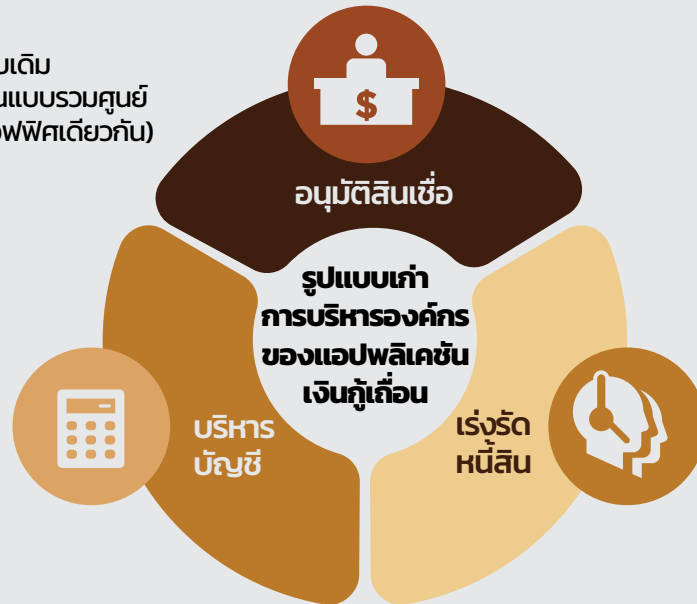 บเดิม
นแบบรวมศูนย์
อฟฟิศเดียวกัน)
$
อนุมัติสินเชื่อ
รูปแบบเก่า
การบริหารองค์กร
ของแอปพลิเคชัน
เงินกู้เถื่อน
บริหาร
บัญชี
เร่งรัด
หนี้สิน